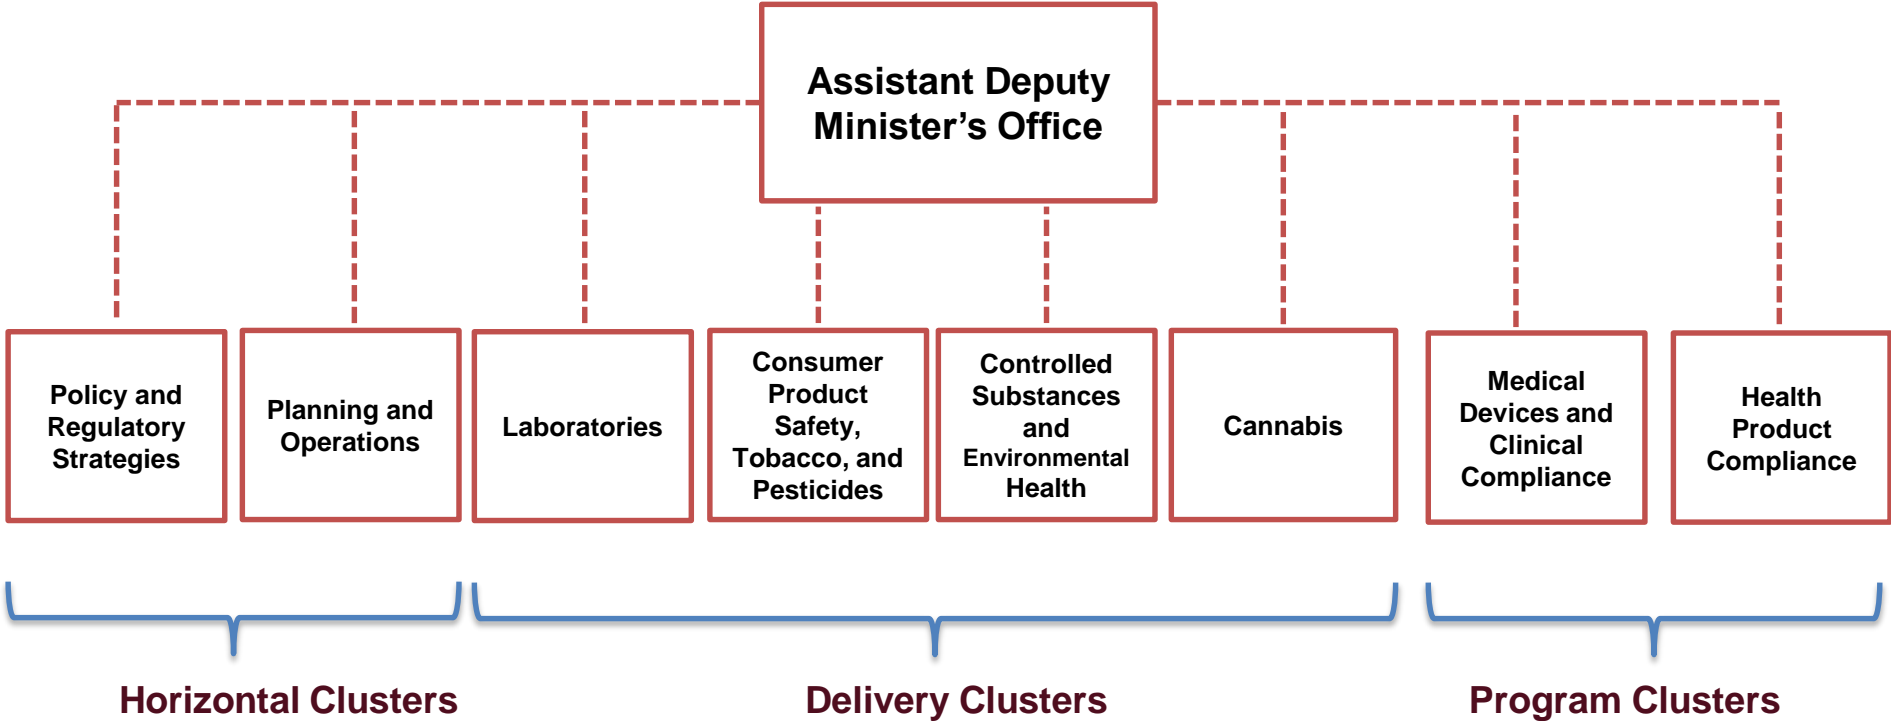 Assistant Deputy
Minister’s Office
Policy and
Regulatory
Strategies
Planning and
Operations
Laboratories
Consumer
Product
Safety,
Tobacco, and
Pesticides
Controlled
Substances
and
Environmental
Health
Cannabis
Medical
Devices and
Clinical
Compliance
Health
Product
Compliance
Horizontal Clusters
Delivery Clusters
Program Clusters